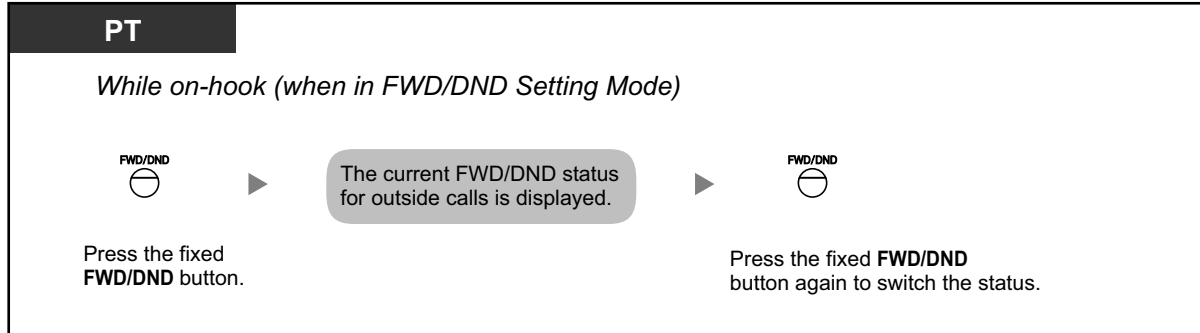 PT
While on-hook (when in FWD/DND Setting Mode)
FWD/DND
The current FWD/DND status
for outside calls is displayed.
FWD/DND
Press the fixed
FWD/DND button.
Press the fixed FWD/DND
button again to switch the status.